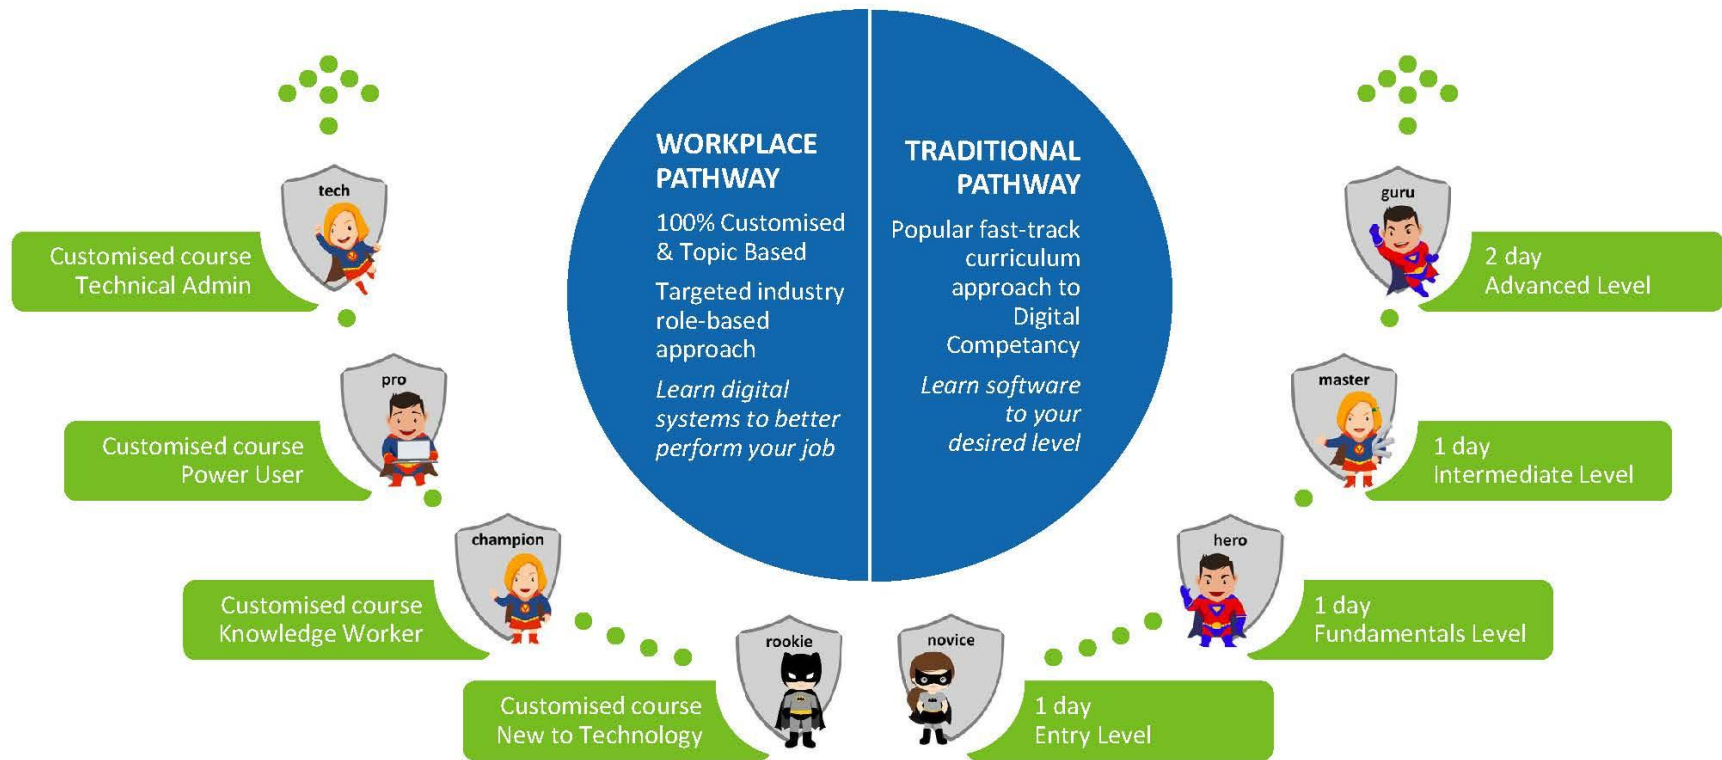 WORKPLACE
PATHWAY
100% Customised
& Topic Based
Targeted industry
role-based
approach
Learn digital
systems to better
perform your job
TRADITIONAL
PATHWAY
Popular fast-track
curriculum
approach to
Digital
Competancy
Learn software
to your
desired level
tech
Customised course
Technical Admin
pro
Customised course
Power User
champion
Customised course
Knowledge Worker
rookie
Customised course
New to Technology
guru
2 day
Advanced Level
master
1 day
Intermediate Level
hero
1 day
Fundamentals Level
novice
1 day
Entry Level